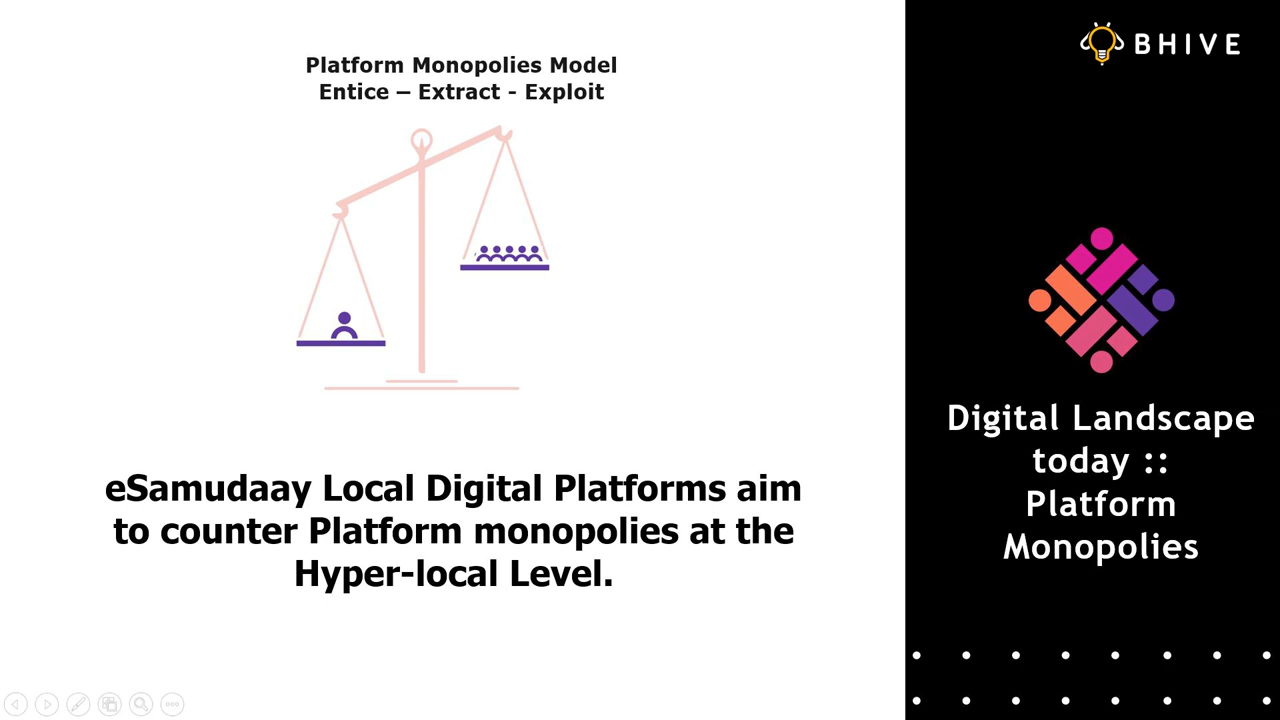 Platform Monopolies Model
Entice – Extract - Exploit
eSamudaay Local Digital Platforms aim
to counter Platform monopolies at the
Hyper-local Level.
BHIVE
Digital Landscape
today ::
Platform
Monopolies